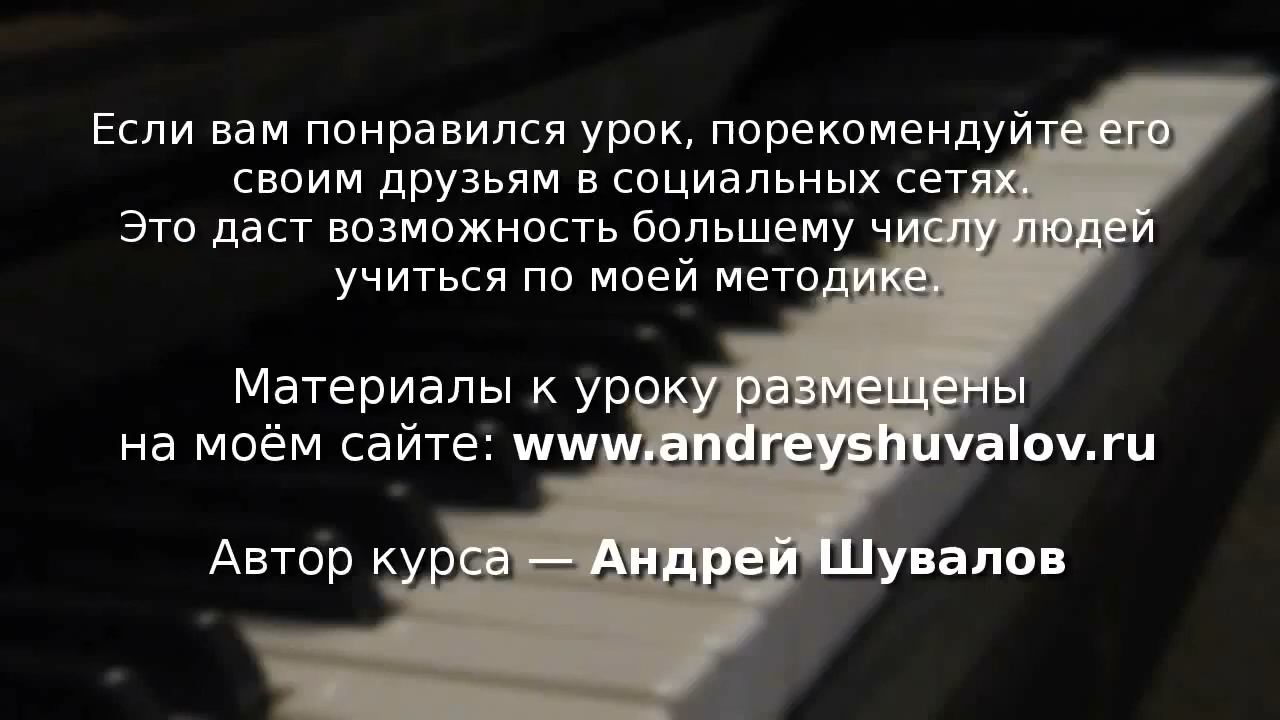 Если вам понравился урок, порекомендуйте его
своим друзьям в социальных сетях.
Это даст возможность большему числу людей
учиться по моей методике.
Материалы к уроку размещены
на моём сайте: www.andreyshuvalov.ru
Автор курса — Андрей Шувалов